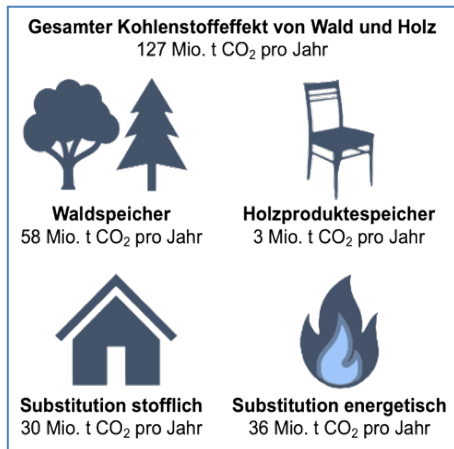 Gesamter Kohlenstoffeffekt von Wald und Holz
127 Mio. t CO₂ pro Jahr
Waldspeicher
58 Mio. t CO₂ pro Jahr
Holzproduktespeicher
3 Mio. t CO₂ pro Jahr
Substitution stofflich
30 Mio. t CO₂ pro Jahr
Substitution energetisch
36 Mio. t CO₂ pro Jahr